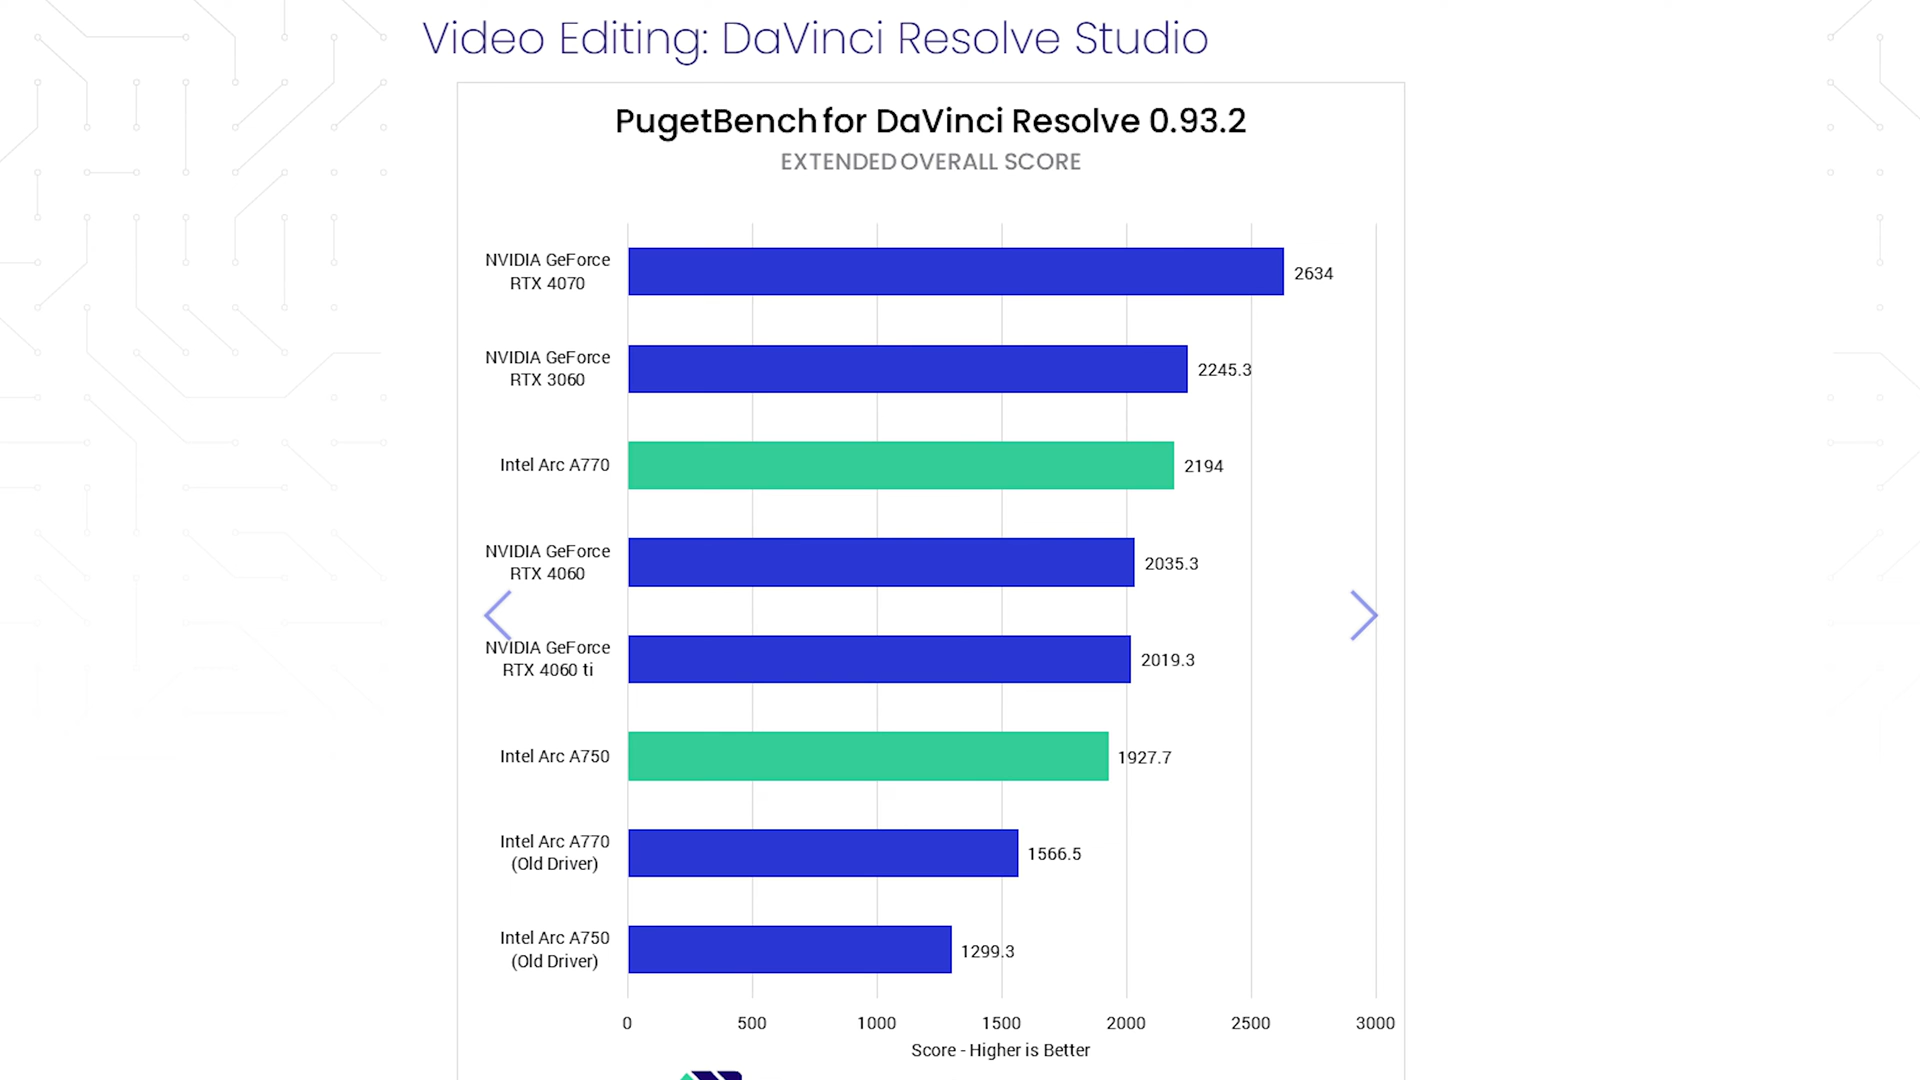 Video Editing: DaVinci Resolve Studio
PugetBench for DaVinci Resolve 0.93.2
EXTENDED OVERALL SCORE
NVIDIA GeForce
RTX 4070
2634
NVIDIA GeForce
RTX 3060
2245.3
Intel Arc A770
2194
NVIDIA GeForce
RTX 4060
2035.3
NVIDIA GeForce
RTX 4060 ti
2019.3
Intel Arc A750
1927.7
Intel Arc A770
(Old Driver)
1566.5
Intel Arc A750
(Old Driver)
1299.3
0 500 1000 1500 2000 2500 3000
Score - Higher is Better